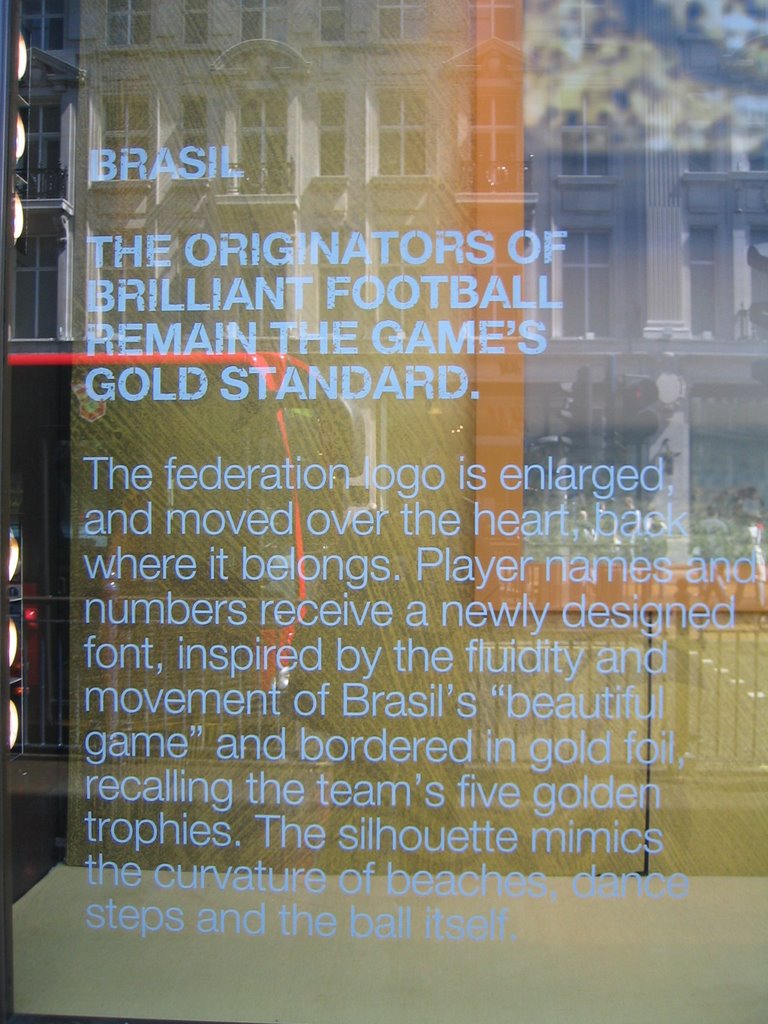 BRASIL
THE ORIGINATORS OF
BRILLIANT FOOTBALL
REMAIN THE GAME'S
GOLD STANDARD.
The federation logo is enlarged,
and moved over the heart, back
where it belongs. Player names and
numbers receive a newly designed
font, inspired by the fluidity and
movement of Brasil's “beautiful
game” and bordered in gold foil,
recalling the team's five golden
trophies. The silhouette mimics
the curvature of beaches, dance
steps and the ball itself.